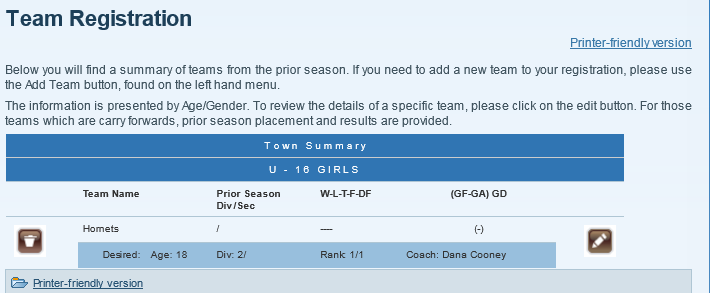 Team Registration
Printer-friendly version
Below you will find a summary of teams from the prior season. If you need to add a new team to your registration, please use
the Add Team button, found on the left hand menu.
The information is presented by Age/Gender. To review the details of a specific team, please click on the edit button. For those
teams which are carry forwards, prior season placement and results are provided.
Town Summary
U - 16 GIRLS
Team Name Prior Season W-L-T-F-DF (GF-GA) GD
Div/Sec
Hornets / ---- (-)
Desired: Age: 18 Div: 2/ Rank: 1/1 Coach: Dana Cooney
Printer-friendly version